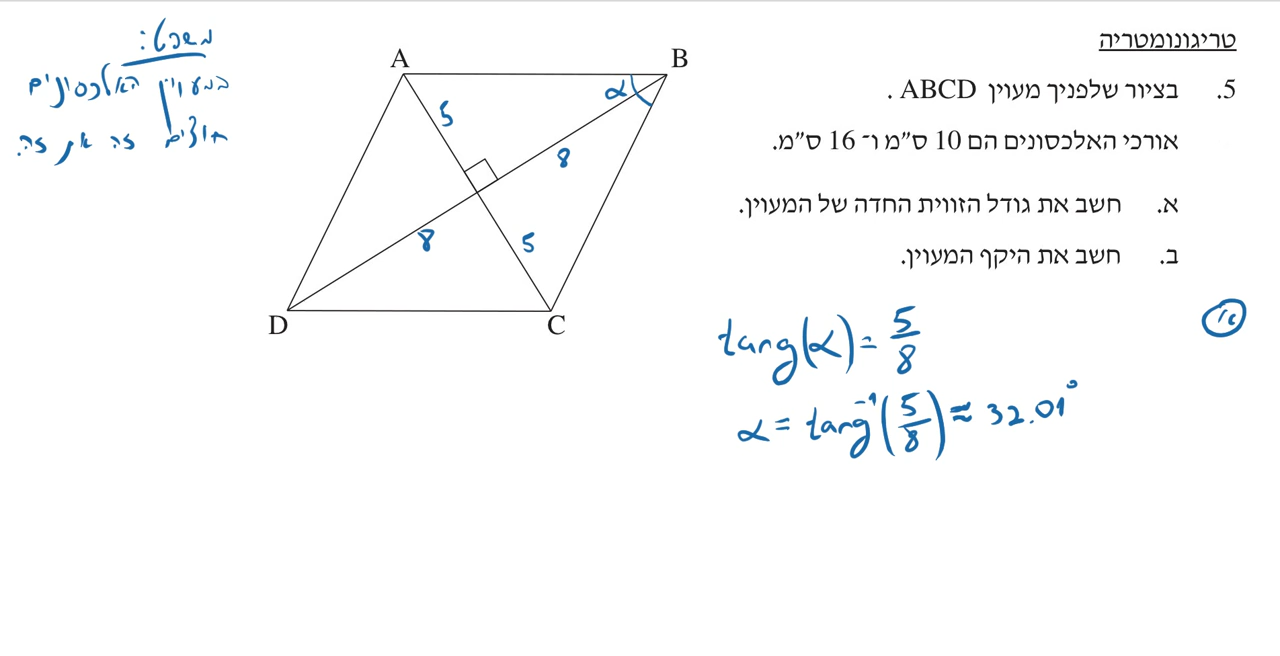 טריגונומטריה
5. בציור שלפניך מעוין ABCD .
אורכי האלכסונים הם 10 ס"מ ו־ 16 ס"מ.
א. חשב את גודל הזווית החדה של המעוין.
ב. חשב את היקף המעוין.
משפט:
במעוין האלכסונים
חוצים זה את זה.
A
B
α
5
8
8
5
D
C
א'
tang(α) = 5/8
α = tang⁻¹(5/8) ≈ 32.01°